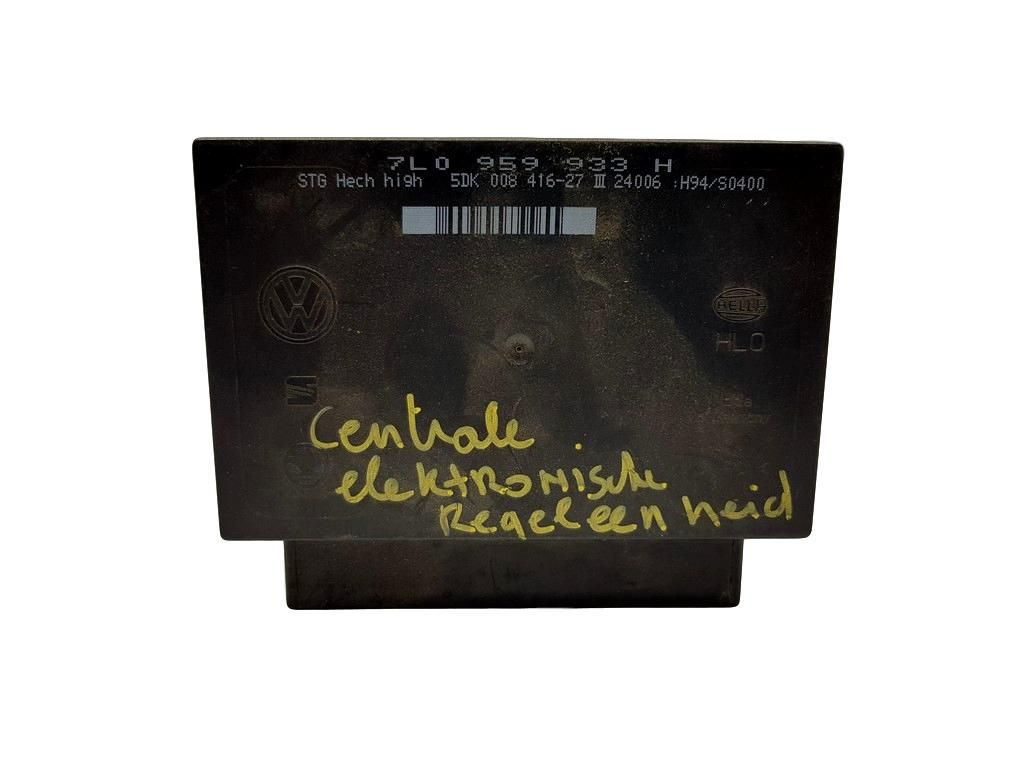 7L0 959 933 H
STG Hech high 5DK 008 416-27 III 24006 :H94/S0400
VW
HELLA
HLO
Centrale
elektronische
Regeleenheid